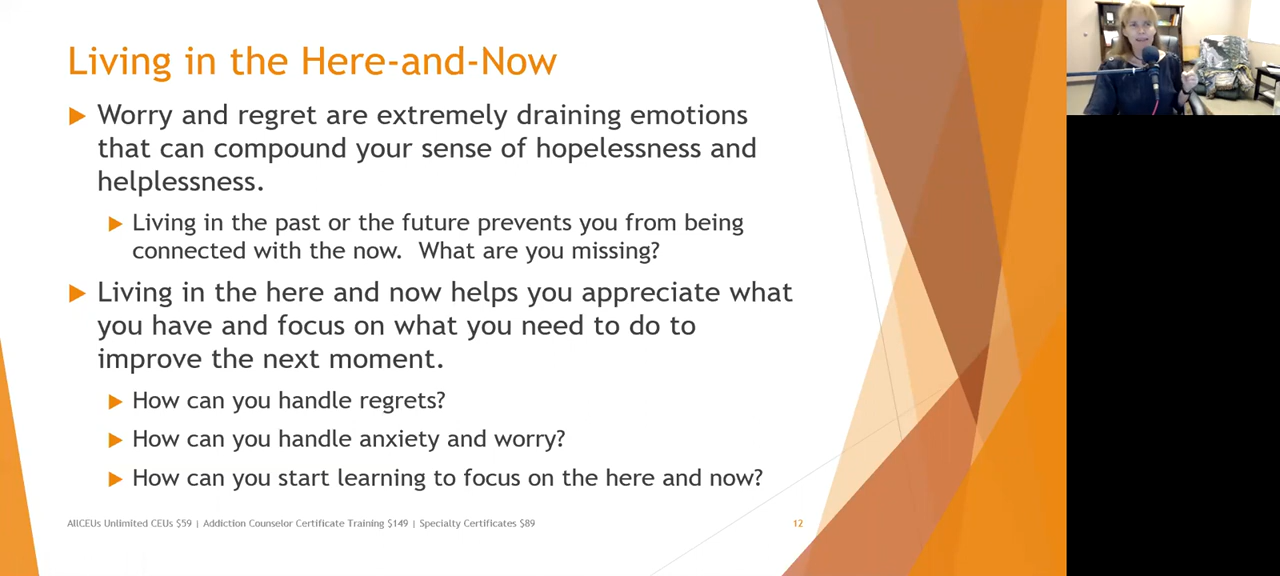 Living in the Here-and-Now
Worry and regret are extremely draining emotions
that can compound your sense of hopelessness and
helplessness.
Living in the past or the future prevents you from being
connected with the now.  What are you missing?
Living in the here and now helps you appreciate what
you have and focus on what you need to do to
improve the next moment.
How can you handle regrets?
How can you handle anxiety and worry?
How can you start learning to focus on the here and now?
AllCEUs Unlimited CEUs $59 | Addiction Counselor Certificate Training $149 | Specialty Certificates $89
12